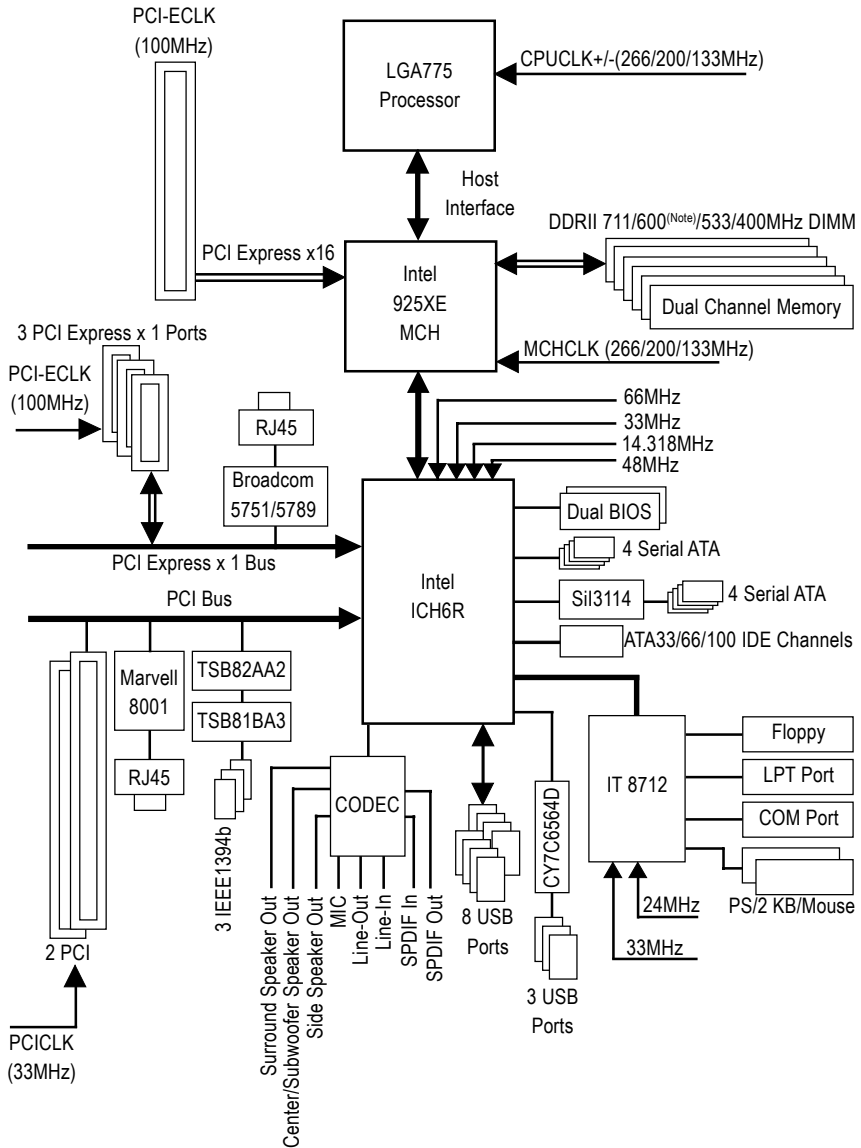 PCI-ECLK
(100MHz)
LGA775
Processor
CPUCLK+/-(266/200/133MHz)
Host
Interface
DDRII 711/600(Note)/533/400MHz DIMM
PCI Express x16
Intel
925XE
MCH
Dual Channel Memory
3 PCI Express x 1 Ports
MCHCLK (266/200/133MHz)
PCI-ECLK
(100MHz)
66MHz
33MHz
14.318MHz
48MHz
RJ45
Broadcom
5751/5789
Dual BIOS
PCI Express x 1 Bus
4 Serial ATA
Intel
ICH6R
PCI Bus
SiI3114
4 Serial ATA
ATA33/66/100 IDE Channels
Marvell
8001
TSB82AA2
TSB81BA3
RJ45
3 IEEE1394b
CODEC
IT 8712
Floppy
LPT Port
COM Port
PS/2 KB/Mouse
24MHz
33MHz
CY7C6564D
8 USB
Ports
3 USB
Ports
Surround Speaker Out
Center/Subwoofer Speaker Out
Side Speaker Out
MIC
Line-Out
Line-In
SPDIF In
SPDIF Out
2 PCI
PCICLK
(33MHz)